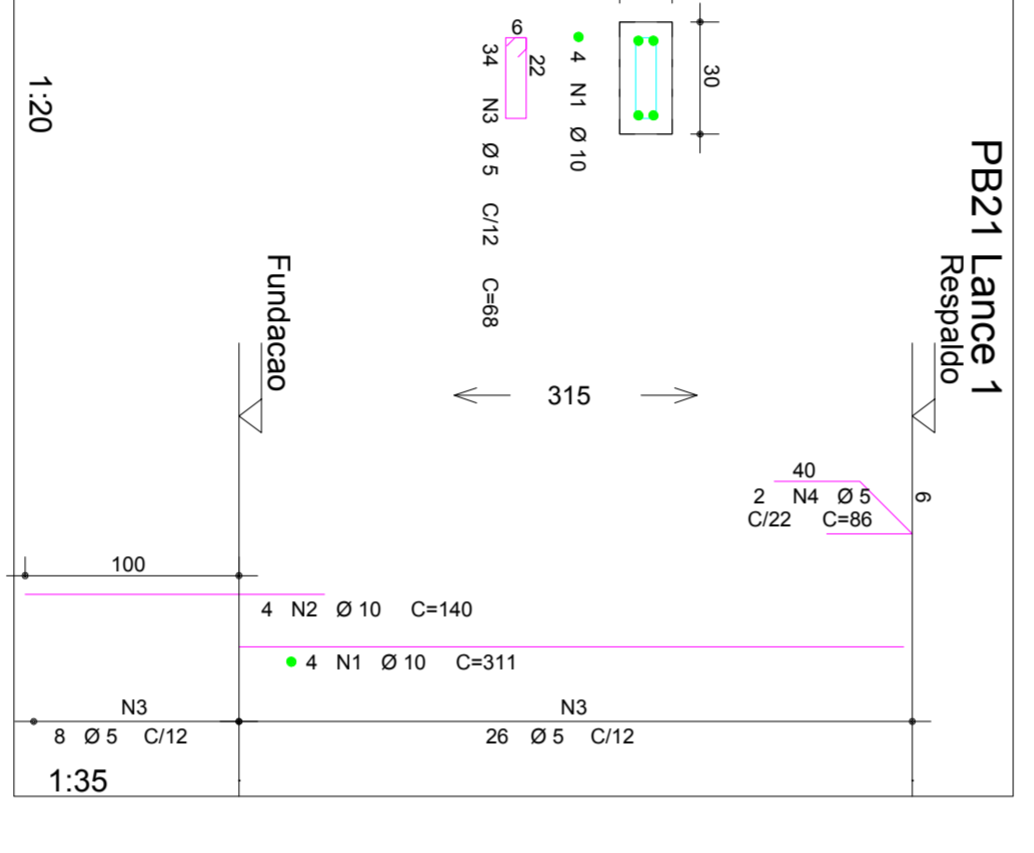 PB21 Lance 1
Respaldo
30
4 N1 Ø 10
6
22
34 N3 Ø 5 C/12 C=68
1:20
Fundacao
315
40
2 N4 Ø 5
C/22 C=86
6
100
4 N2 Ø 10 C=140
4 N1 Ø 10 C=311
N3
8 Ø 5 C/12
N3
26 Ø 5 C/12
1:35